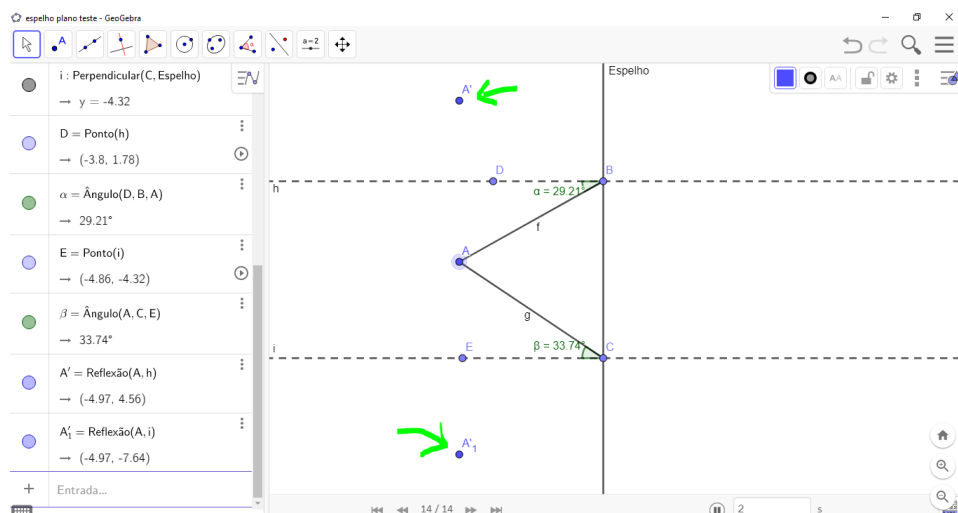 espelho plano teste - GeoGebra
a=2
AA
i : Perpendicular(C, Espelho)
→ y = -4.32
D = Ponto(h)
→ (-3.8, 1.78)
α = Ângulo(D, B, A)
→ 29.21°
E = Ponto(i)
→ (-4.86, -4.32)
β = Ângulo(A, C, E)
→ 33.74°
A′ = Reflexão(A, h)
→ (-4.97, 4.56)
A′₁ = Reflexão(A, i)
→ (-4.97, -7.64)
Entrada...
Espelho
A'
D
B
h
α = 29.21°
f
A
g
β = 33.74°
i
E
C
A'₁
14 / 14
2
s